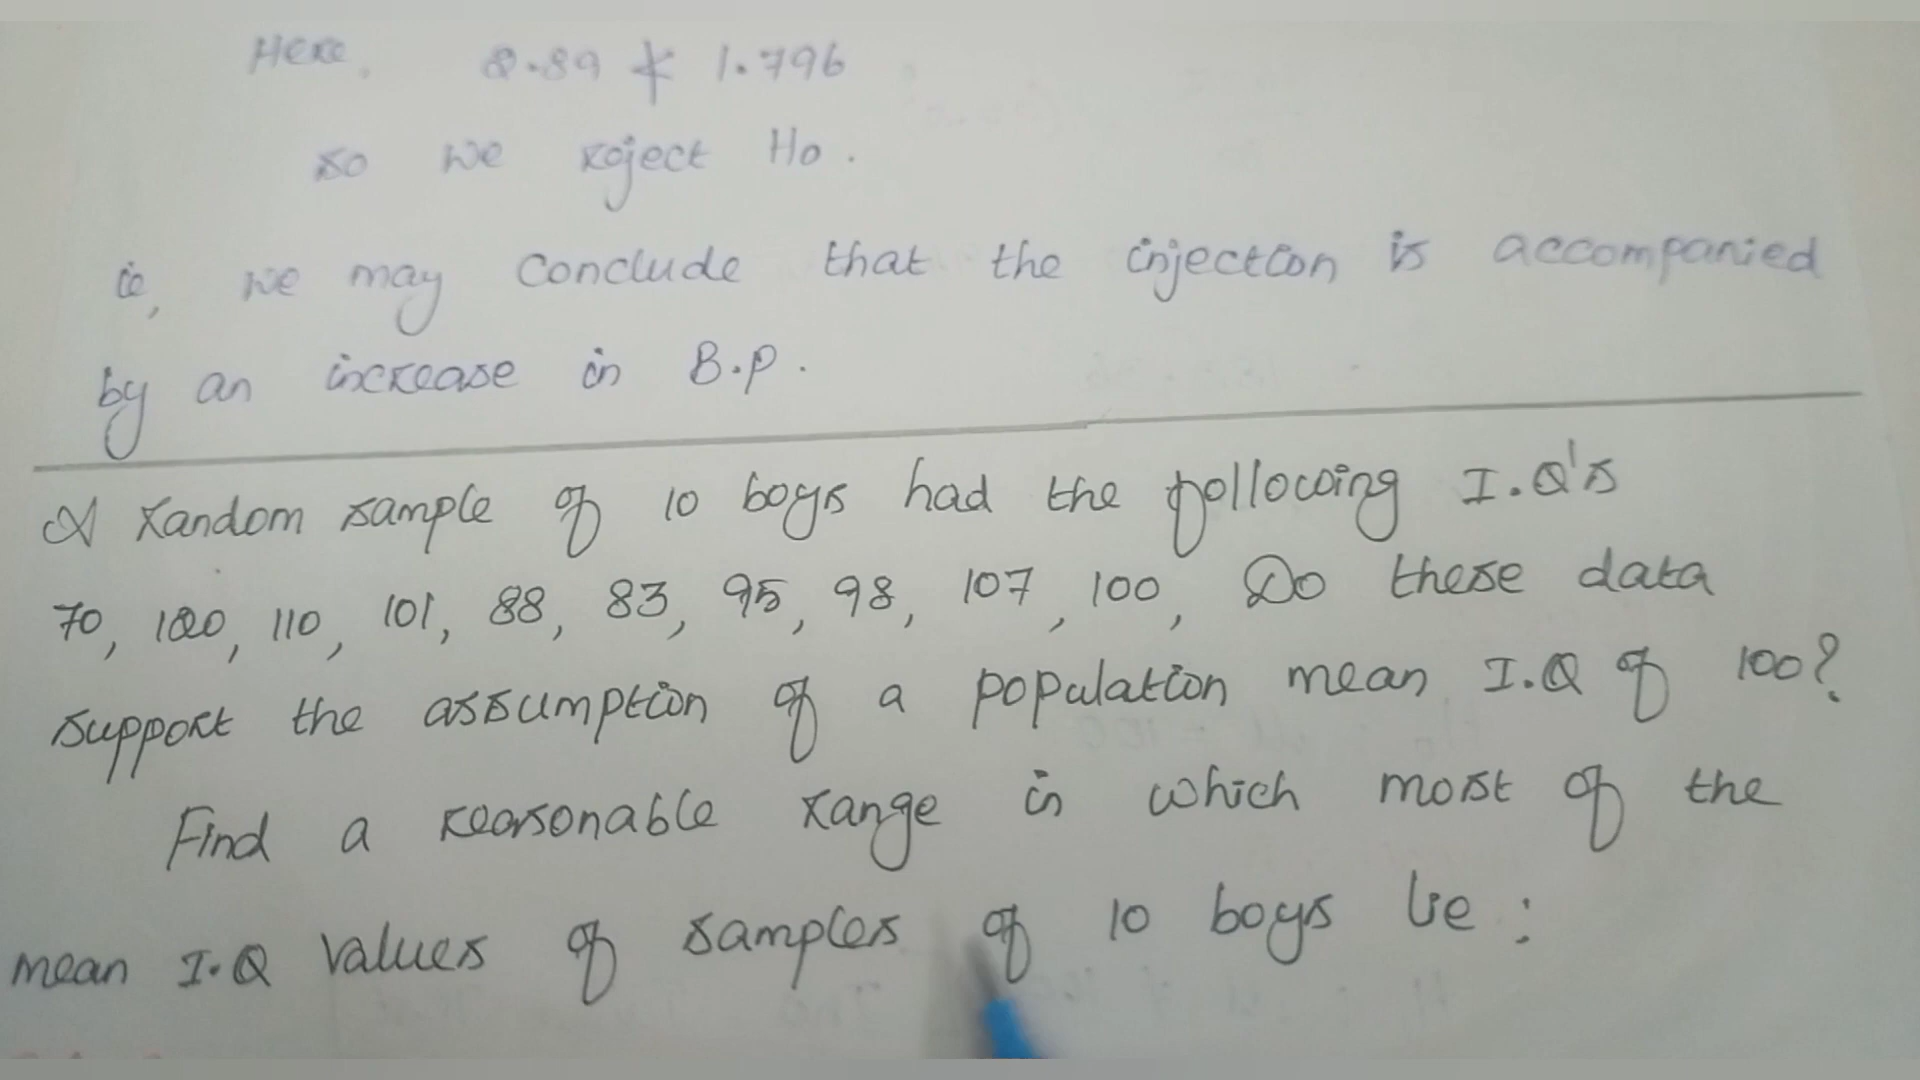 Here, 8.89 ≮ 1.796
so we reject Ho.
ie, we may conclude that the injection is accompanied
by an increase in B.P.
A random sample of 10 boys had the following I.Q's
70, 120, 110, 101, 88, 83, 95, 98, 107, 100, Do these data
support the assumption of a population mean I.Q of 100?
Find a reasonable range in which most of the
mean I.Q values of samples of 10 boys lie: